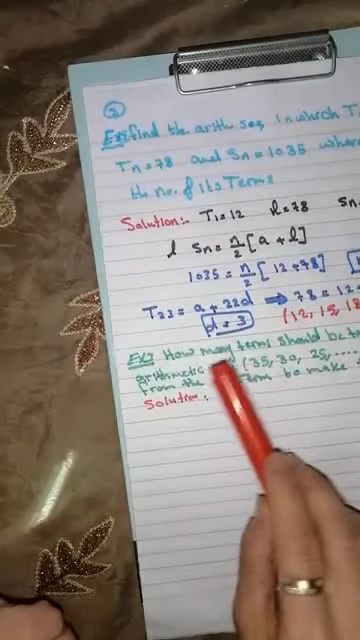 ②
Ex: find the arith seq in which T
Tn = 78 and Sn = 1035 where
the no. of its Terms
Solution:- T1 = 12 l = 78 Sn
Sn = n/2 [a + l]
1035 = n/2 [12 + 78]
T23 = a + 22d ⇒ 78 = 12 +
d = 3 (12, 15, 18
Ex: How many terms should be
arithmetic (35, 30, 25, ....
from the term to make
Solution: